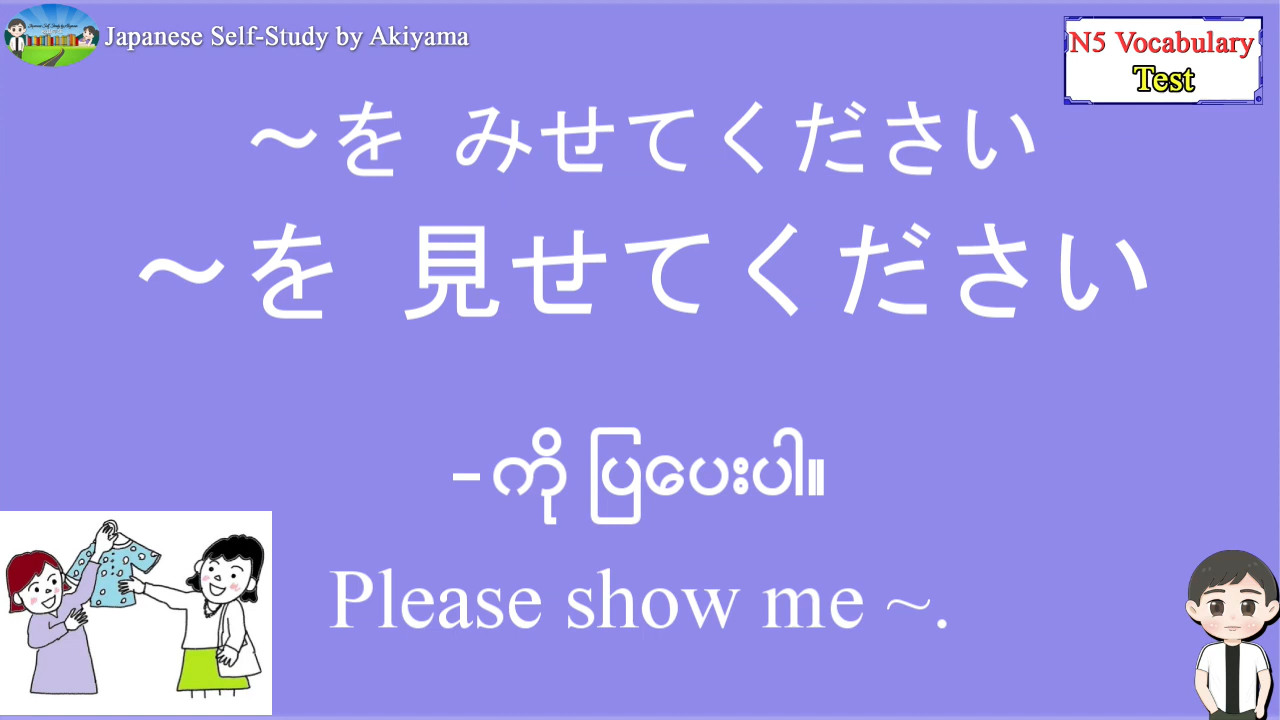 Japanese Self-Study by Akiyama
N5 Vocabulary
Test
～を みせてください
～を 見せてください
-ကို ပြပေးပါ။
Please show me ~.